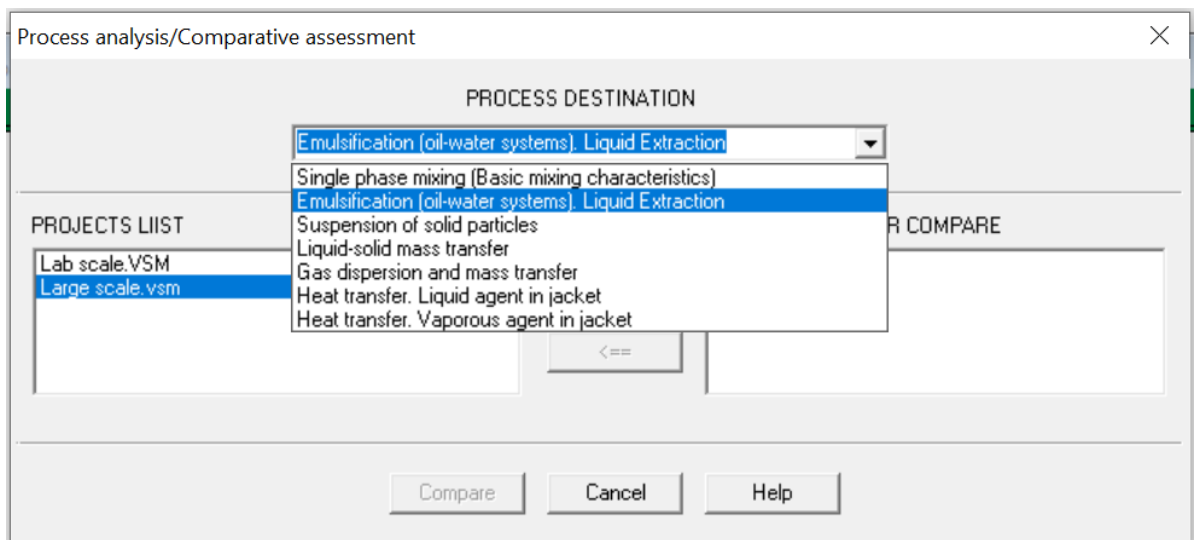 Process analysis/Comparative assessment
PROCESS DESTINATION
Emulsification (oil-water systems). Liquid Extraction
Single phase mixing (Basic mixing characteristics)
Emulsification (oil-water systems). Liquid Extraction
Suspension of solid particles
Liquid-solid mass transfer
Gas dispersion and mass transfer
Heat transfer. Liquid agent in jacket
Heat transfer. Vaporous agent in jacket
PROJECTS LIIST
R COMPARE
Lab scale.VSM
Large scale.vsm
<==
Compare
Cancel
Help